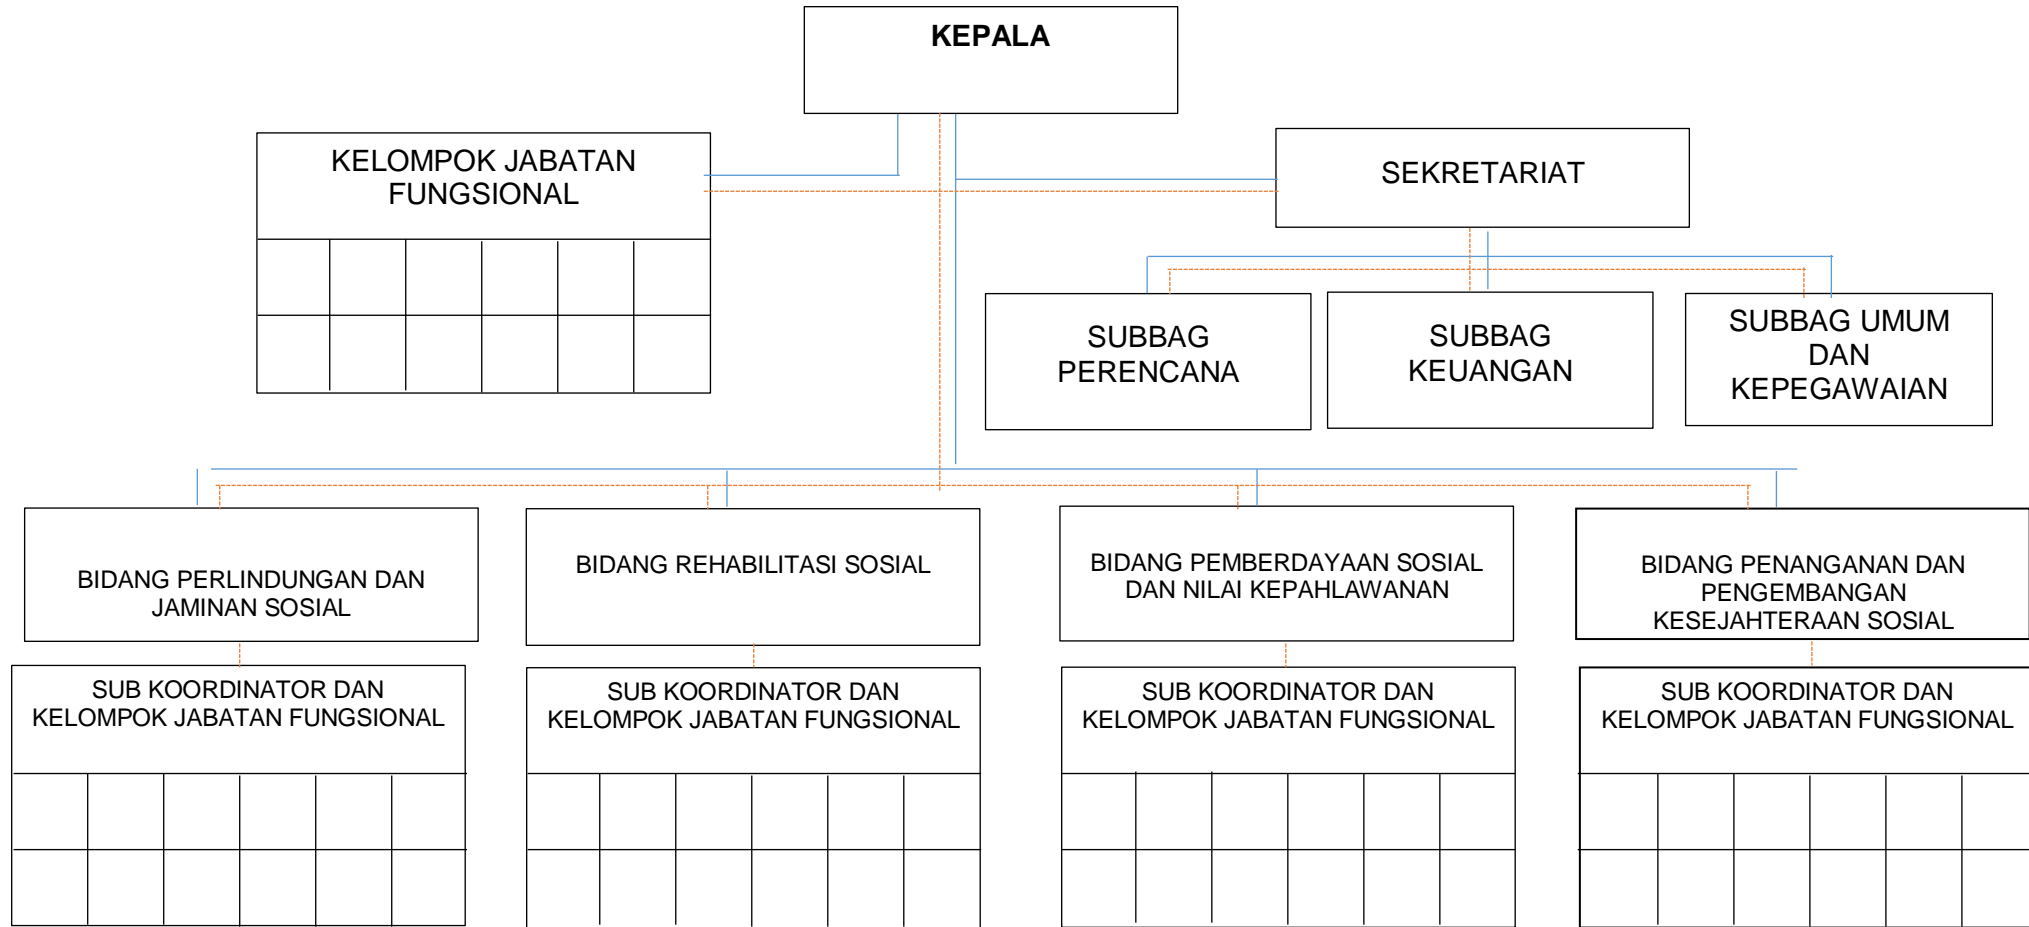 KEPALA
KELOMPOK JABATAN
FUNGSIONAL
SEKRETARIAT
SUBBAG
PERENCANA
SUBBAG
KEUANGAN
SUBBAG UMUM
DAN
KEPEGAWAIAN
BIDANG PERLINDUNGAN DAN
JAMINAN SOSIAL
BIDANG REHABILITASI SOSIAL
BIDANG PEMBERDAYAAN SOSIAL
DAN NILAI KEPAHLAWANAN
BIDANG PENANGANAN DAN
PENGEMBANGAN
KESEJAHTERAAN SOSIAL
SUB KOORDINATOR DAN
KELOMPOK JABATAN FUNGSIONAL
SUB KOORDINATOR DAN
KELOMPOK JABATAN FUNGSIONAL
SUB KOORDINATOR DAN
KELOMPOK JABATAN FUNGSIONAL
SUB KOORDINATOR DAN
KELOMPOK JABATAN FUNGSIONAL